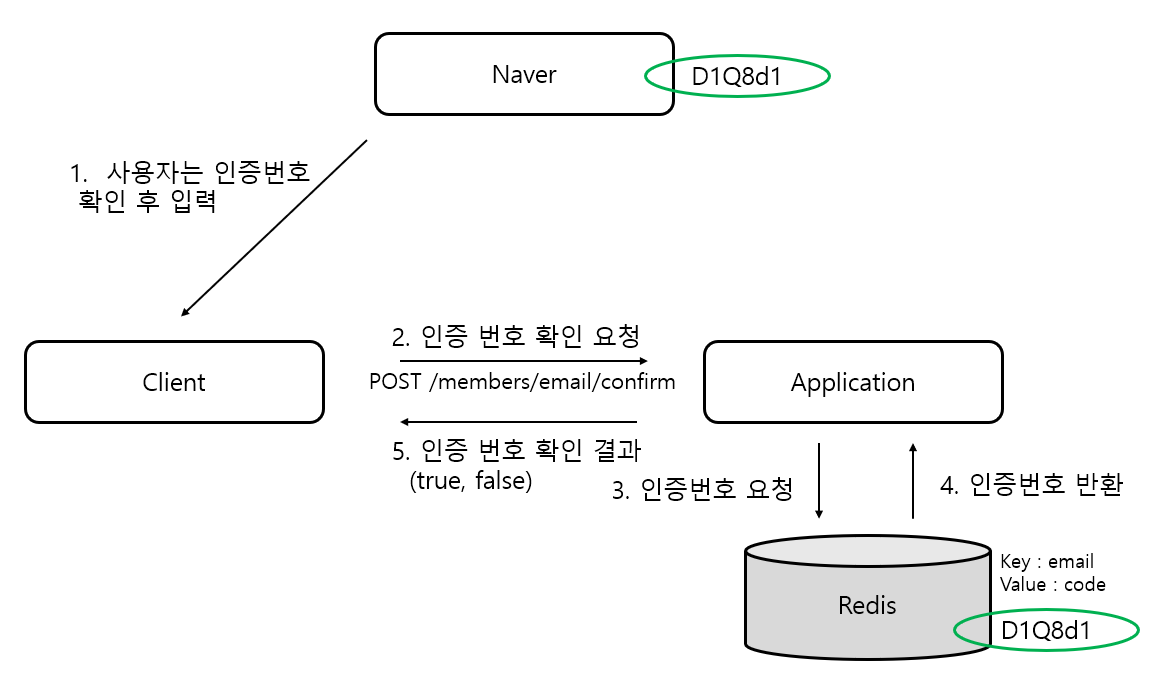 Naver
D1Q8d1
1. 사용자는 인증번호
확인 후 입력
2. 인증 번호 확인 요청
POST /members/email/confirm
Client
Application
5. 인증 번호 확인 결과
(true, false)
3. 인증번호 요청
4. 인증번호 반환
Key : email
Value : code
Redis
D1Q8d1